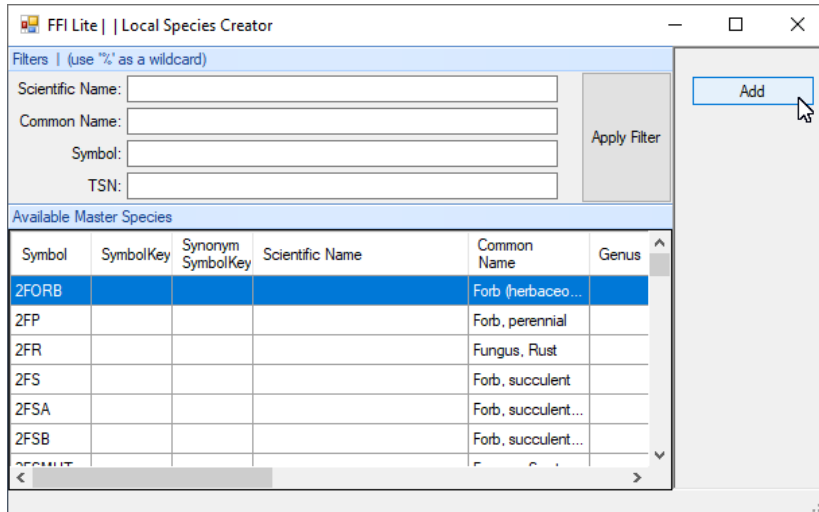 FFI Lite | | Local Species Creator
Filters | (use '%' as a wildcard)
Scientific Name:
Common Name:
Symbol:
TSN:
Apply Filter
Add
Available Master Species
Symbol SymbolKey Synonym SymbolKey Scientific Name Common Name Genus
2FORB Forb (herbaceo...
2FP Forb, perennial
2FR Fungus, Rust
2FS Forb, succulent
2FSA Forb, succulent...
2FSB Forb, succulent...